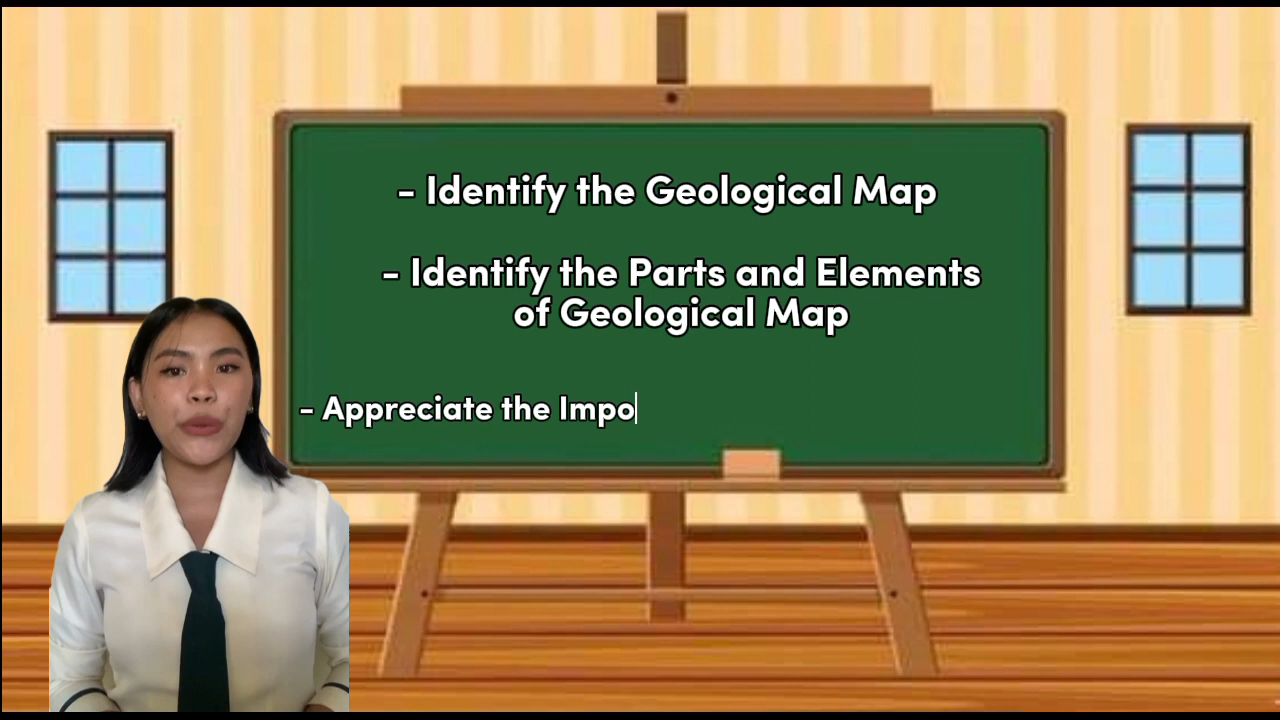 - Identify the Geological Map
- Identify the Parts and Elements
of Geological Map
- Appreciate the Impo